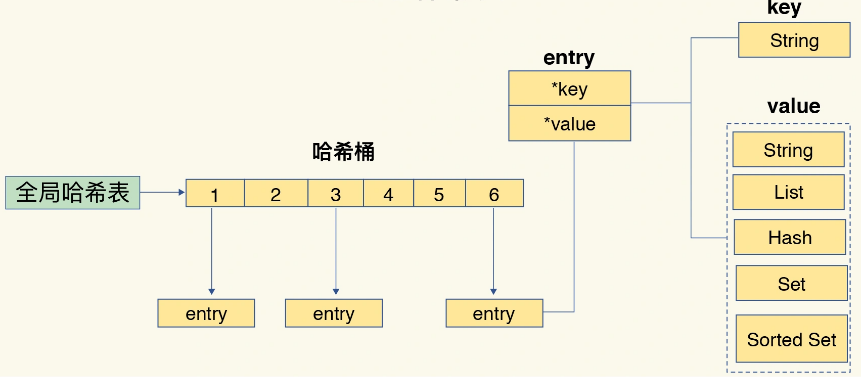 key
String
entry
*key
*value
value
String
List
Hash
Set
Sorted Set
哈希桶
全局哈希表
1 2 3 4 5 6
entry entry entry